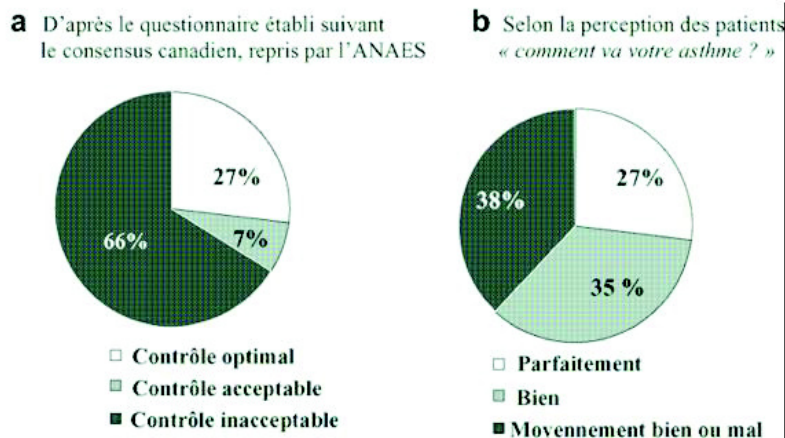 a D'après le questionnaire établi suivant
le consensus canadien, repris par l'ANAES
27%
7%
66%
□ Contrôle optimal
Contrôle acceptable
Contrôle inacceptable
b Selon la perception des patients
« comment va votre asthme ? »
27%
38%
35 %
□ Parfaitement
Bien
Movennement bien ou mal